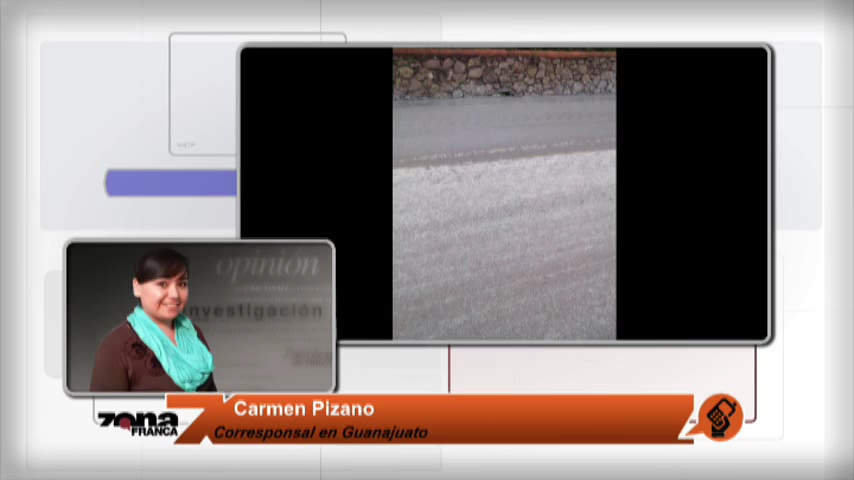 opinion
investigación
Carmen Pizano
zona
FRANCA
Corresponsal en Guanajuato